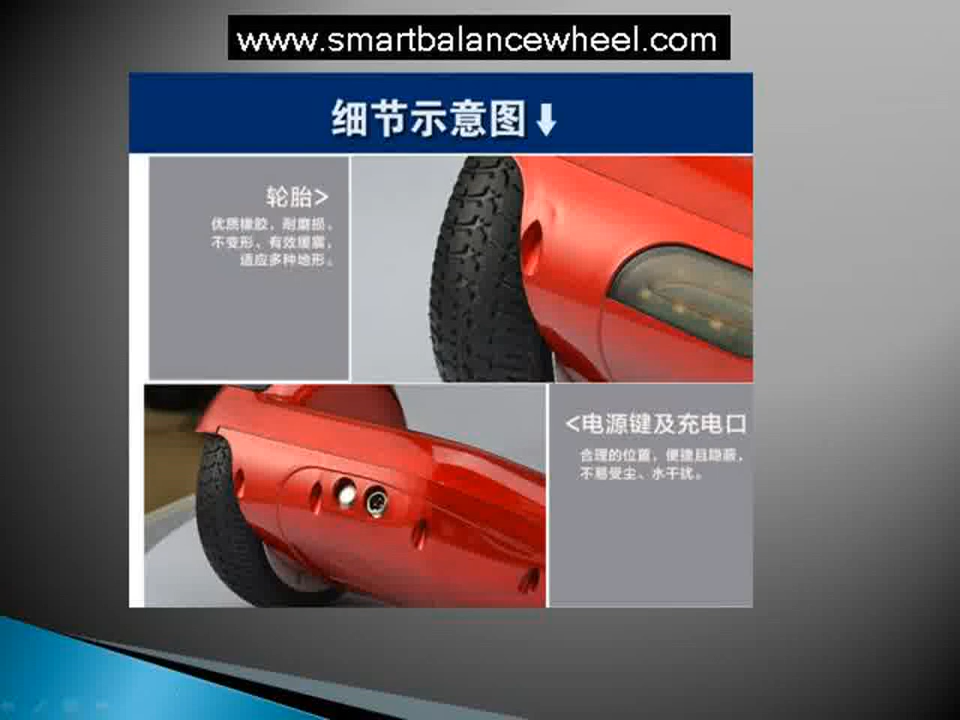 www.smartbalancewheel.com
细节示意图⬇
轮胎>
优质橡胶，耐磨损。
不变形、有效缓震，
适应多种地形。
<电源键及充电口
合理的位置，便捷且隐蔽，
不易受尘、水干扰。